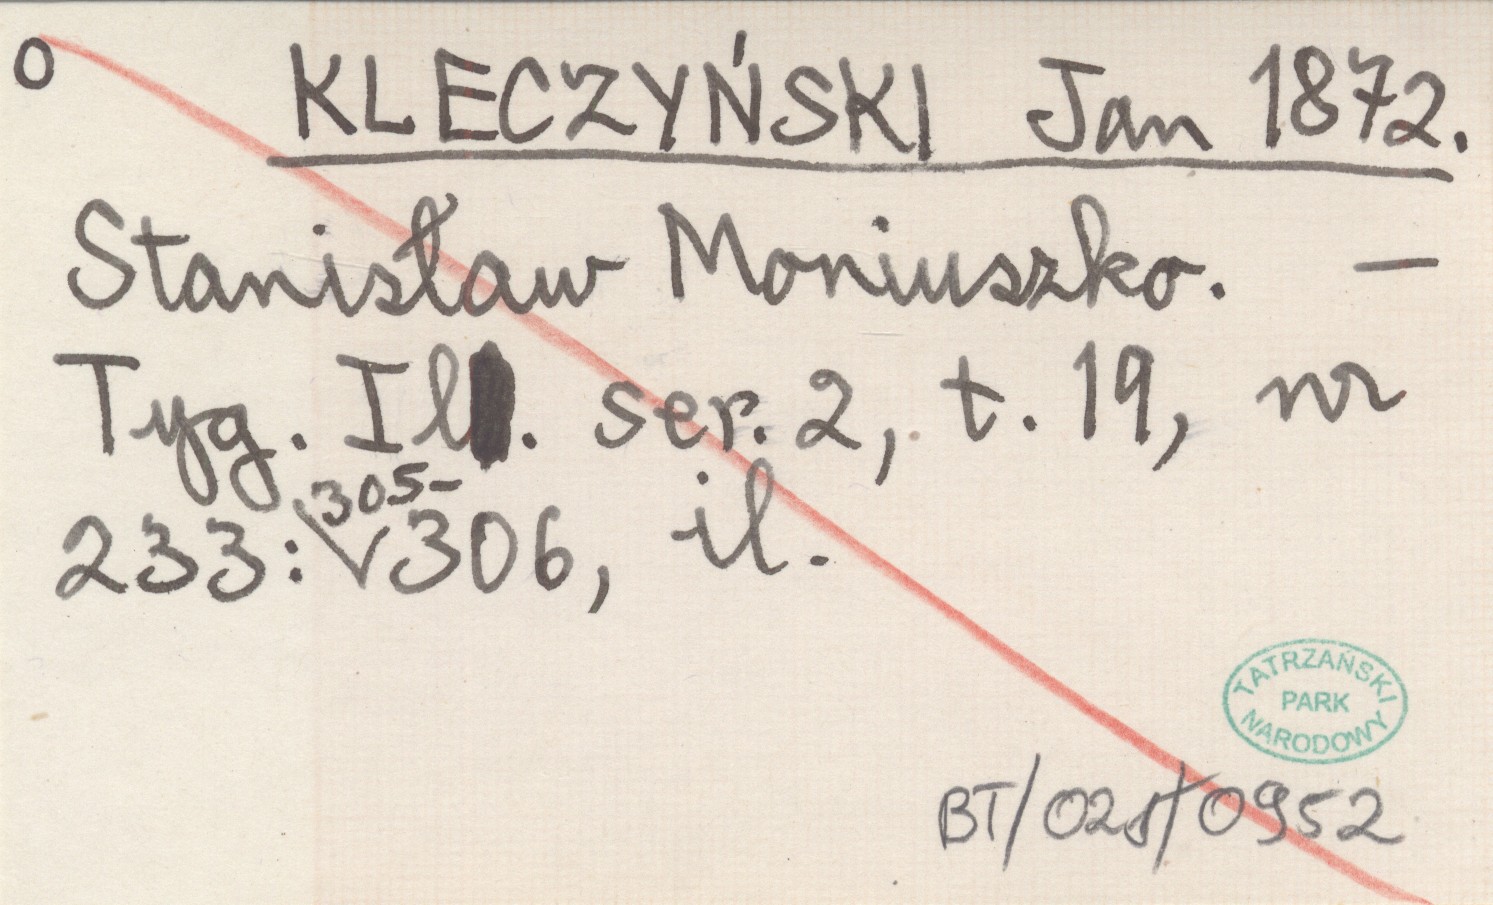 O
KLECZYŃSKI Jan 1872.
Stanisław Moniuszko. —
Tyg. Il. ser. 2, t. 19, nr
233: 305-306, il.
TATRZAŃSKI
PARK
NARODOWY
BT/021/0952